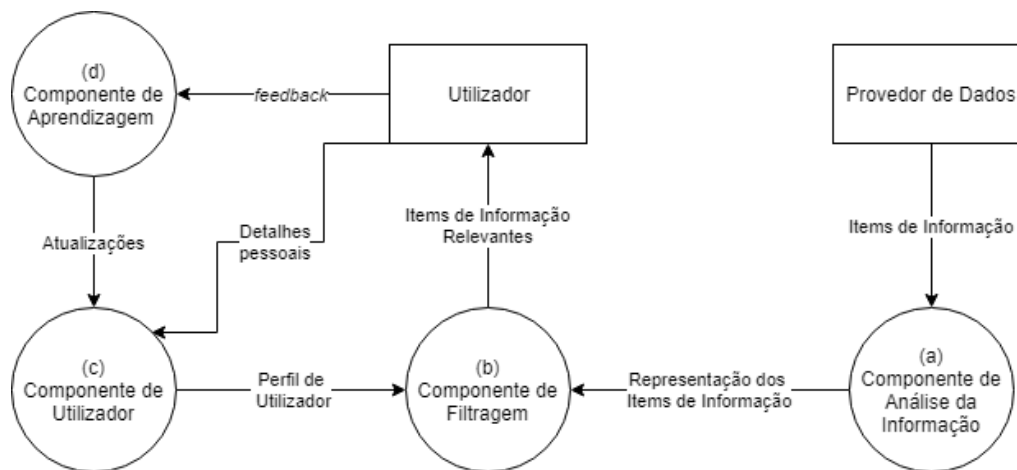 (d)
Componente de
Aprendizagem
feedback
Utilizador
Provedor de Dados
Atualizações
Detalhes
pessoais
Items de Informação
Relevantes
Items de Informação
(c)
Componente de
Utilizador
Perfil de
Utilizador
(b)
Componente de
Filtragem
Representação dos
Items de Informação
(a)
Componente de
Análise da
Informação